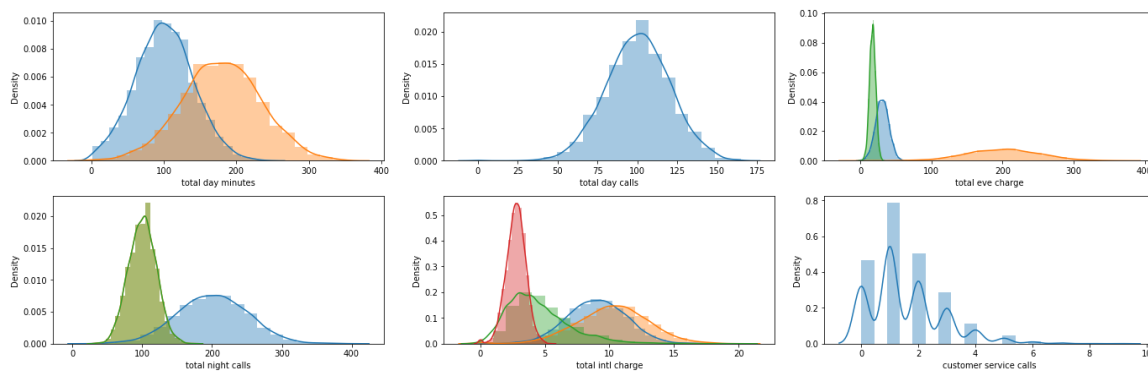 0.010
0.008
0.006
0.004
0.002
0.000
Density
0 100 200 300 400
total day minutes
0.020
0.015
0.010
0.005
0.000
Density
0 25 50 75 100 125 150 175
total day calls
0.10
0.08
0.06
0.04
0.02
0.00
Density
0 100 200 300 400
total eve charge
0.020
0.015
0.010
0.005
0.000
Density
0 100 200 300 400
total night calls
0.5
0.4
0.3
0.2
0.1
0.0
Density
0 5 10 15 20
total intl charge
0.8
0.6
0.4
0.2
0.0
Density
0 2 4 6 8 10
customer service calls